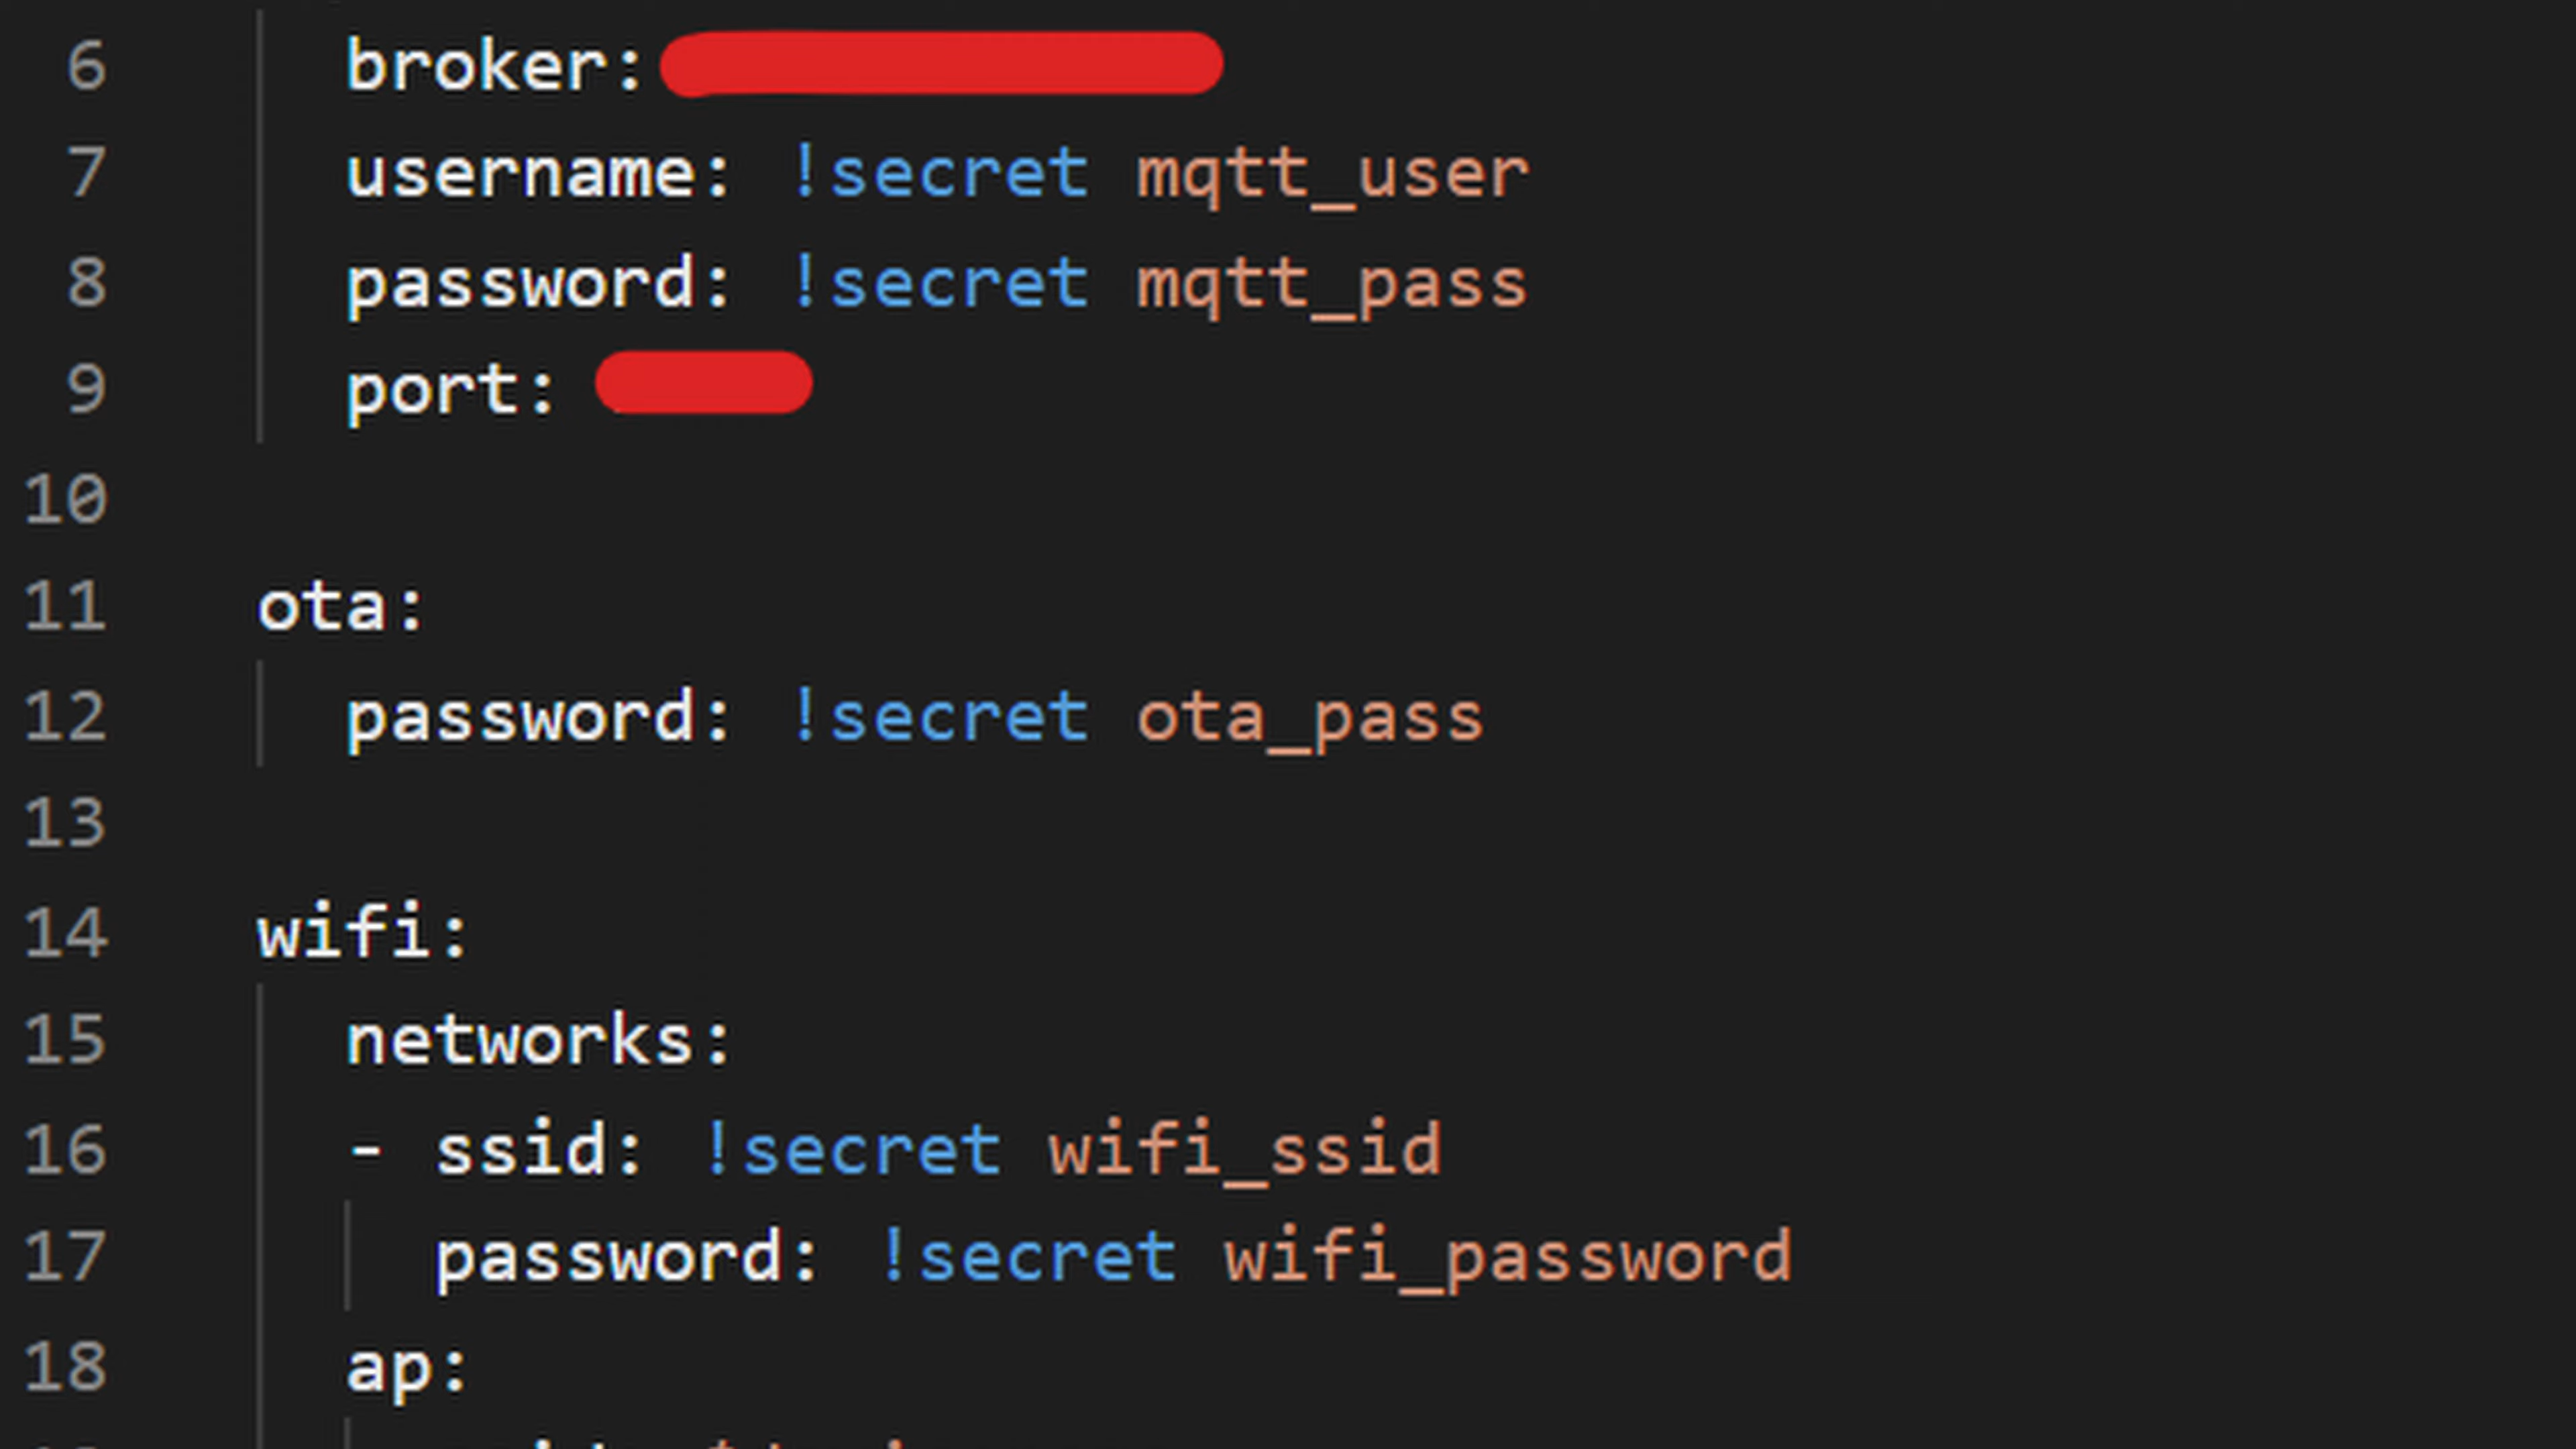 6 broker:
7 username: !secret mqtt_user
8 password: !secret mqtt_pass
9 port:
10
11 ota:
12 password: !secret ota_pass
13
14 wifi:
15 networks:
16 - ssid: !secret wifi_ssid
17 password: !secret wifi_password
18 ap: